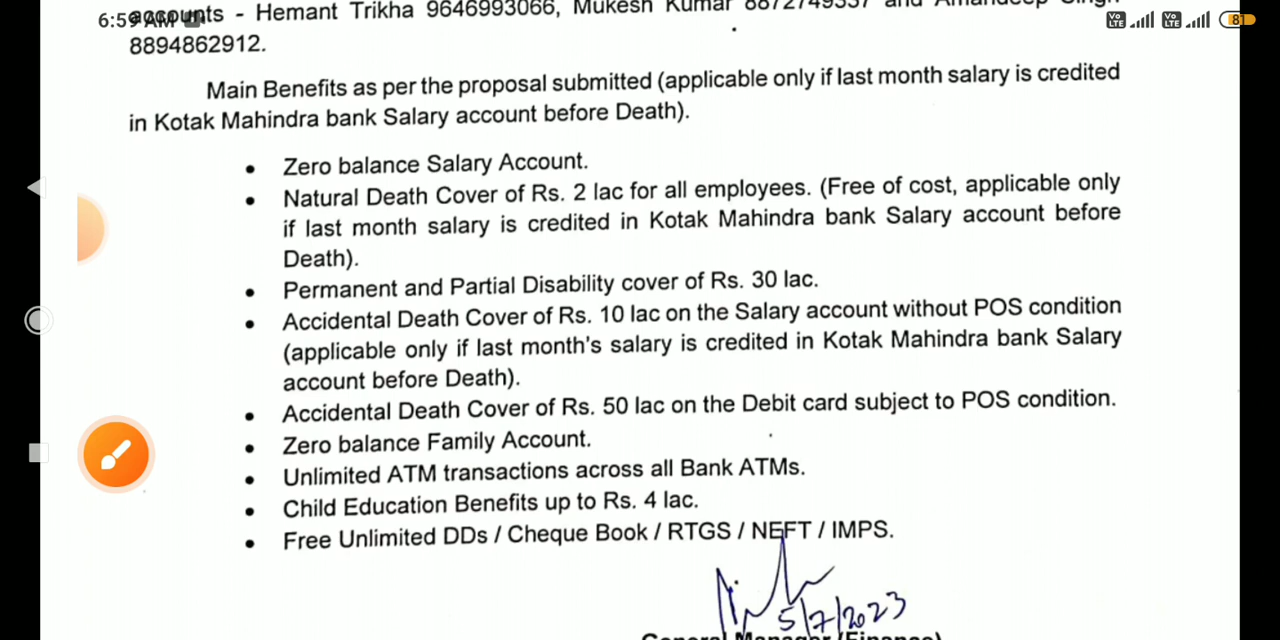 accounts - Hemant Trikha 9646993066, Mukesh Kumar 8872749337 and Amandeep Singh
6:59 AM
81
8894862912.
Main Benefits as per the proposal submitted (applicable only if last month salary is credited
in Kotak Mahindra bank Salary account before Death).
• Zero balance Salary Account.
• Natural Death Cover of Rs. 2 lac for all employees. (Free of cost, applicable only
if last month salary is credited in Kotak Mahindra bank Salary account before
Death).
• Permanent and Partial Disability cover of Rs. 30 lac.
• Accidental Death Cover of Rs. 10 lac on the Salary account without POS condition
(applicable only if last month's salary is credited in Kotak Mahindra bank Salary
account before Death).
• Accidental Death Cover of Rs. 50 lac on the Debit card subject to POS condition.
• Zero balance Family Account.
• Unlimited ATM transactions across all Bank ATMs.
• Child Education Benefits up to Rs. 4 lac.
• Free Unlimited DDs / Cheque Book / RTGS / NEFT / IMPS.
5/7/2023
General Manager (Finance)